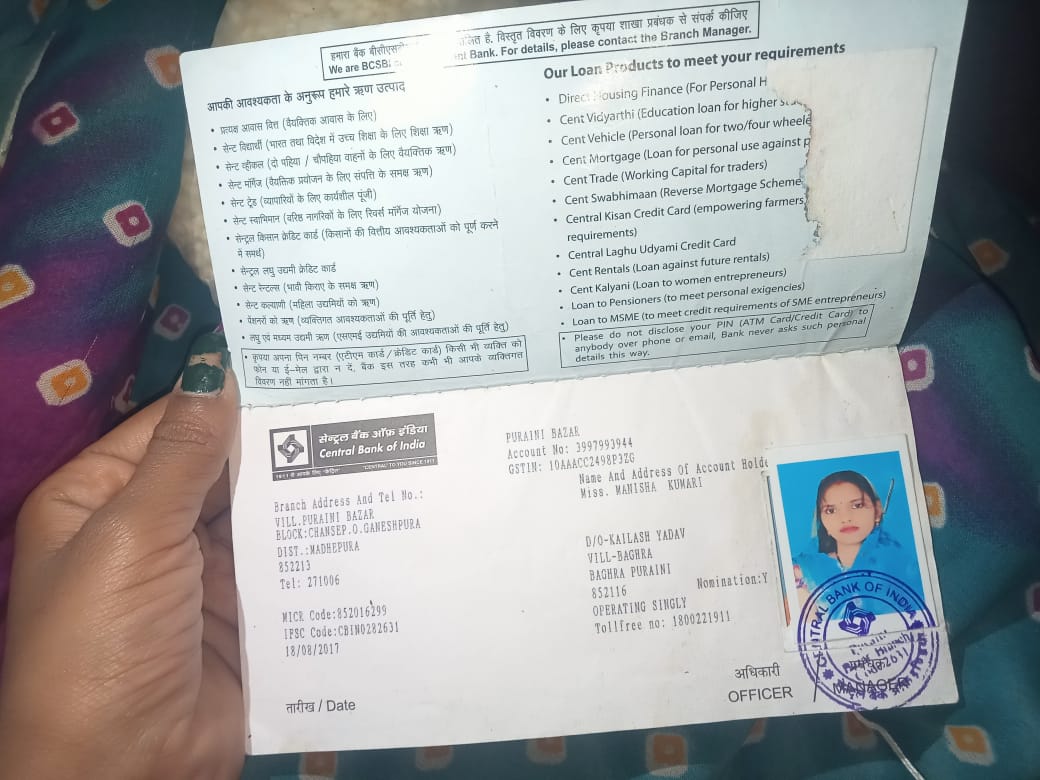 हमारा बैंक बीसीएस लित है. विस्तृत विवरण के लिए कृपया शाखा प्रबंधक से संपर्क कीजिए
We are BCSBI nt Bank. For details, please contact the Branch Manager.
आपकी आवश्यकता के अनुरूप हमारे ऋण उत्पाद
• प्रत्यक्ष आवास वित्त (वैयक्तिक आवास के लिए)
• सेन्ट विद्यार्थी (भारत तथा विदेश में उच्च शिक्षा के लिए शिक्षा ऋण)
• सेन्ट व्हीकल (दो पहिया / चौपहिया वाहनों के लिए वैयक्तिक ऋण)
• सेन्ट मॉर्गेज (वैयक्तिक प्रयोजन के लिए संपत्ति के समक्ष ऋण)
• सेन्ट ट्रेड (व्यापारियों के लिए कार्यशील पूंजी)
• सेन्ट स्वाभिमान (वरिष्ठ नागरिकों के लिए रिवर्स मॉर्गेज योजना)
• सेन्ट्रल किसान क्रेडिट कार्ड (किसानों की वित्तीय आवश्यकताओं को पूर्ण करने
में समर्थ)
• सेन्ट्रल लघु उद्यमी क्रेडिट कार्ड
• सेन्ट रेन्टल्स (भावी किराए के समक्ष ऋण)
• सेन्ट कल्याणी (महिला उद्यमियों को ऋण)
• पेंशनरों को ऋण (व्यक्तिगत आवश्यकताओं की पूर्ति हेतु)
• लघु एवं मध्यम उद्यमी ऋण (एसएमई उद्यमियों की आवश्यकताओं की पूर्ति हेतु)
• कृपया अपना पिन नम्बर (एटीएम कार्ड / क्रेडिट कार्ड) किसी भी व्यक्ति को
फोन या ई-मेल द्वारा न दें, बैंक इस तरह कभी भी आपके व्यक्तिगत
विवरण नहीं मांगता है।
Our Loan Products to meet your requirements
• Direct Housing Finance (For Personal H
• Cent Vidyarthi (Education loan for higher
• Cent Vehicle (Personal loan for two/four wheele
• Cent Mortgage (Loan for personal use against p
• Cent Trade (Working Capital for traders)
• Cent Swabhimaan (Reverse Mortgage Scheme
• Central Kisan Credit Card (empowering farmers,
requirements)
• Central Laghu Udyami Credit Card
• Cent Rentals (Loan against future rentals)
• Cent Kalyani (Loan to women entrepreneurs)
• Loan to Pensioners (to meet personal exigencies)
• Loan to MSME (to meet credit requirements of SME entrepreneurs)
• Please do not disclose your PIN (ATM Card/Credit Card) to
anybody over phone or email, Bank never asks such personal
details this way.
सेन्ट्रल बैंक ऑफ़ इंडिया
Central Bank of India
1911 से आपके लिए "केंद्रित" "CENTRAL" TO YOU SINCE 1911
Branch Address And Tel No.:
VILL.PURAINI BAZAR
BLOCK:CHANSEP.O.GANESHPURA
DIST.:MADHEPURA
852213
Tel: 271006
MICR Code:852016299
IFSC Code:CBIN0282631
18/08/2017
तारीख / Date
PURAINI BAZAR
Account No: 3997993944
GSTIN: 10AAACC2498P3ZG
Name And Address Of Account Holde
Miss. MANISHA KUMARI
D/O-KAILASH YADAV
VILL-BAGHRA
BAGHRA PURAINI
852116 Nomination:Y
OPERATING SINGLY
Tollfree no: 1800221911
अधिकारी
OFFICER
MANAGER
CENTRAL BANK OF INDIA